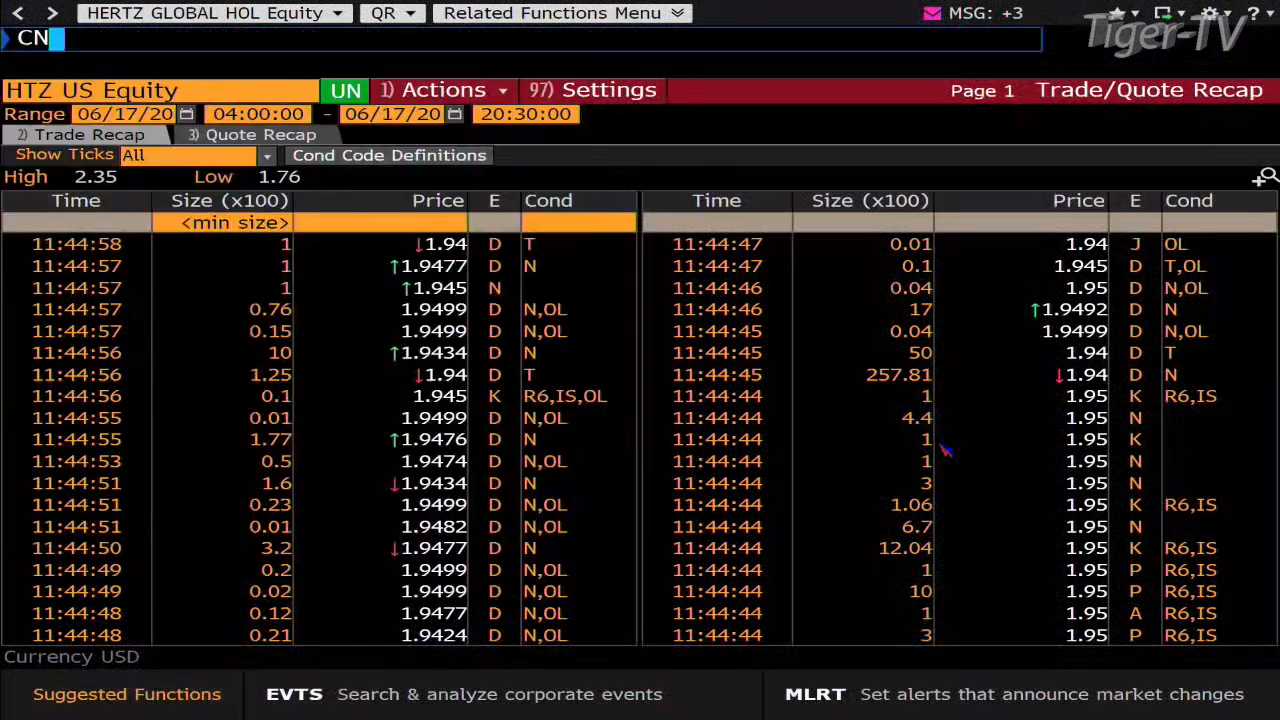 HERTZ GLOBAL HOL Equity QR Related Functions Menu MSG: +3 ?
CN
Tiger-TV
HTZ US Equity UN 1) Actions 97) Settings Page 1 Trade/Quote Recap
Range 06/17/20 04:00:00 - 06/17/20 20:30:00
2) Trade Recap 3) Quote Recap
Show Ticks All Cond Code Definitions
High 2.35 Low 1.76
Time Size (x100) Price E Cond Time Size (x100) Price E Cond
<min size>
11:44:58 1 ↓1.94 D T 11:44:47 0.01 1.94 J OL
11:44:57 1 ↑1.9477 D N 11:44:47 0.1 1.945 D T,OL
11:44:57 1 ↑1.945 N 11:44:46 0.04 1.95 D N,OL
11:44:57 0.76 1.9499 D N,OL 11:44:46 17 ↑1.9492 D N
11:44:57 0.15 1.9499 D N,OL 11:44:45 0.04 1.9499 D N,OL
11:44:56 10 ↑1.9434 D N 11:44:45 50 1.94 D T
11:44:56 1.25 ↓1.94 D T 11:44:45 257.81 ↓1.94 D N
11:44:56 0.1 1.945 K R6,IS,OL 11:44:44 1 1.95 K R6,IS
11:44:55 0.01 1.9499 D N,OL 11:44:44 4.4 1.95 N
11:44:55 1.77 ↑1.9476 D N 11:44:44 1 1.95 K
11:44:53 0.5 1.9474 D N,OL 11:44:44 1 1.95 N
11:44:51 1.6 ↓1.9434 D N 11:44:44 3 1.95 N
11:44:51 0.23 1.9499 D N,OL 11:44:44 1.06 1.95 K R6,IS
11:44:51 0.01 1.9482 D N,OL 11:44:44 6.7 1.95 N
11:44:50 3.2 ↓1.9477 D N 11:44:44 12.04 1.95 K R6,IS
11:44:49 0.2 1.9499 D N,OL 11:44:44 1 1.95 P R6,IS
11:44:49 0.02 1.9499 D N,OL 11:44:44 10 1.95 P R6,IS
11:44:48 0.12 1.9477 D N,OL 11:44:44 1 1.95 A R6,IS
11:44:48 0.21 1.9424 D N,OL 11:44:44 3 1.95 P R6,IS
Currency USD
Suggested Functions EVTS Search & analyze corporate events MLRT Set alerts that announce market changes